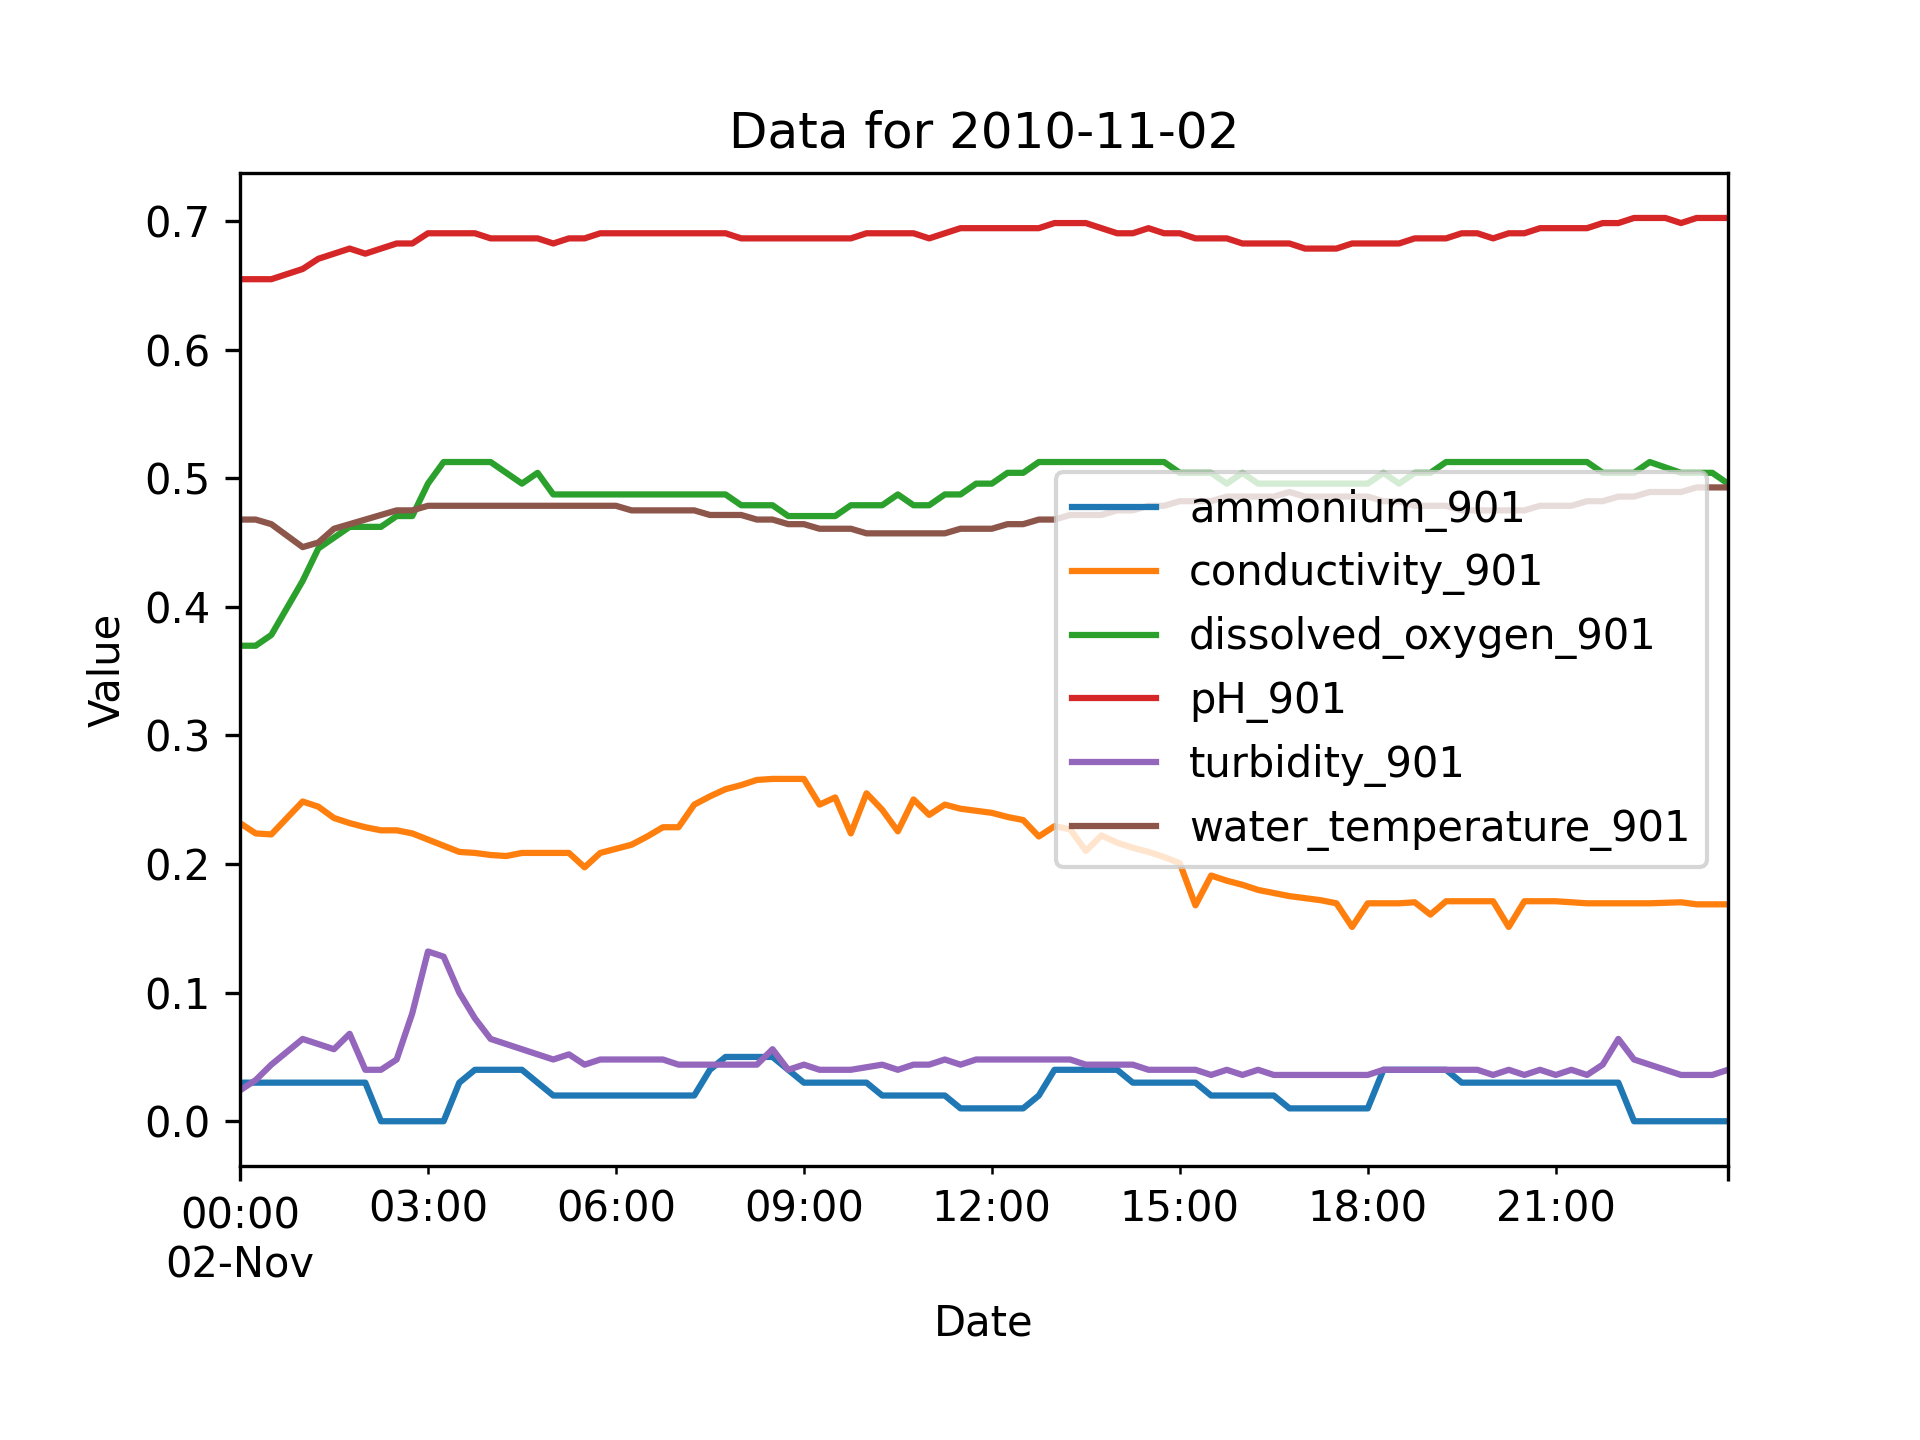 Data for 2010-11-02
0.7
0.6
0.5
0.4
0.3
0.2
0.1
0.0
Value
ammonium_901
conductivity_901
dissolved_oxygen_901
pH_901
turbidity_901
water_temperature_901
00:00 03:00 06:00 09:00 12:00 15:00 18:00 21:00
02-Nov
Date